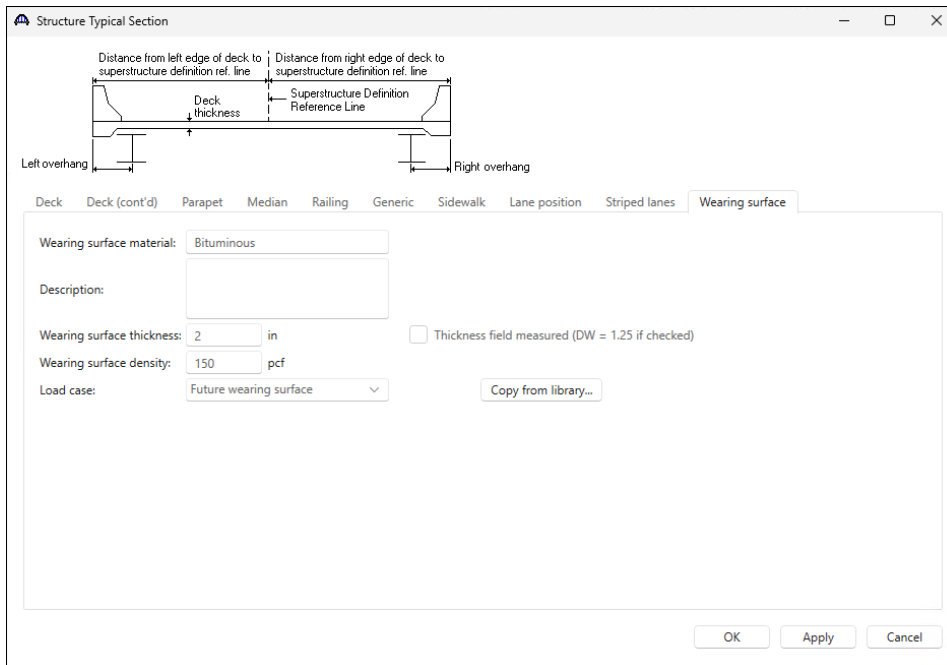 Structure Typical Section
Distance from left edge of deck to
superstructure definition ref. line
Distance from right edge of deck to
superstructure definition ref. line
Deck
thickness
Superstructure Definition
Reference Line
Left overhang
Right overhang
Deck Deck (cont'd) Parapet Median Railing Generic Sidewalk Lane position Striped lanes Wearing surface
Wearing surface material: Bituminous
Description:
Wearing surface thickness: 2 in Thickness field measured (DW = 1.25 if checked)
Wearing surface density: 150 pcf
Load case: Future wearing surface Copy from library...
OK Apply Cancel